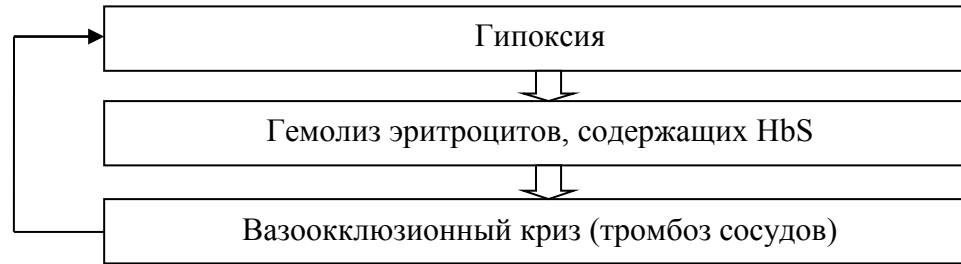 Гипоксия
Гемолиз эритроцитов, содержащих HbS
Вазоокклюзионный криз (тромбоз сосудов)